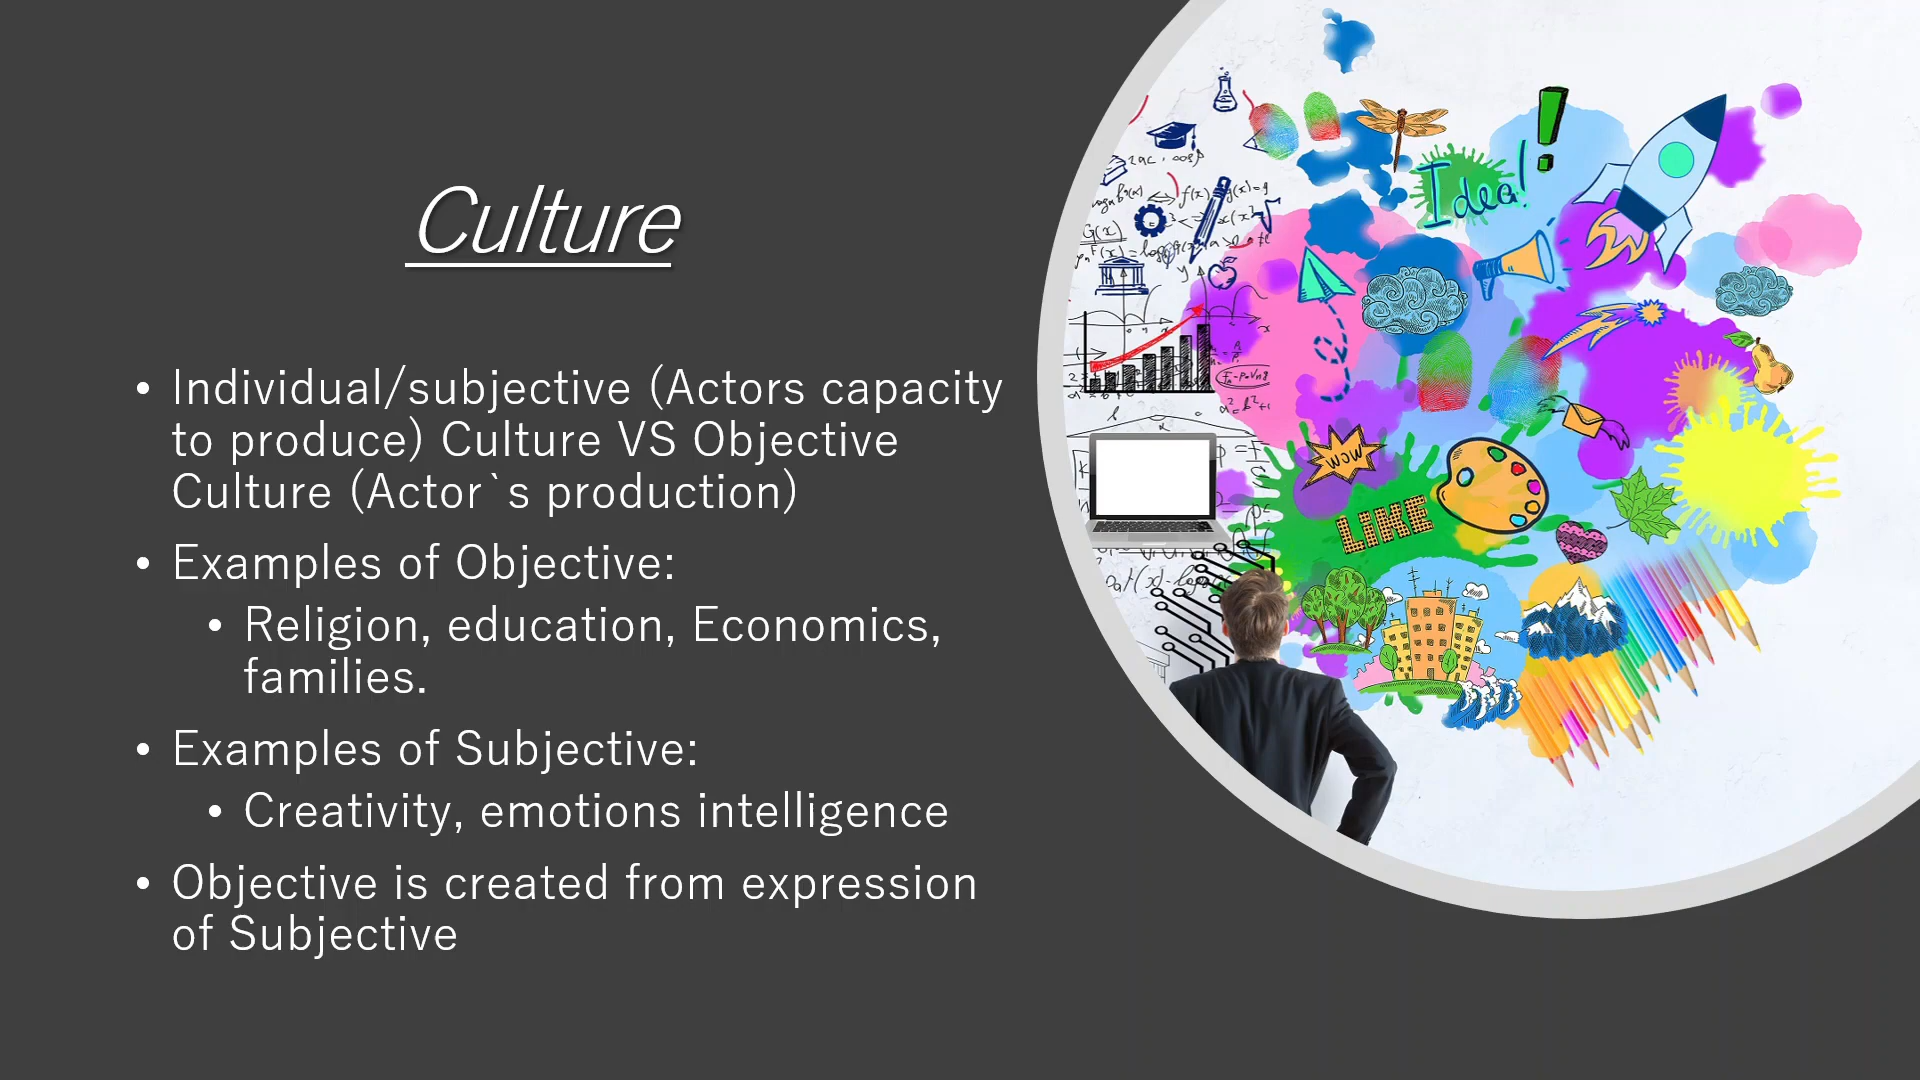 Culture
• Individual/subjective (Actors capacity
to produce) Culture VS Objective
Culture (Actor`s production)
• Examples of Objective:
• Religion, education, Economics,
families.
• Examples of Subjective:
• Creativity, emotions intelligence
• Objective is created from expression
of Subjective
Idea!
WOW
LIKE